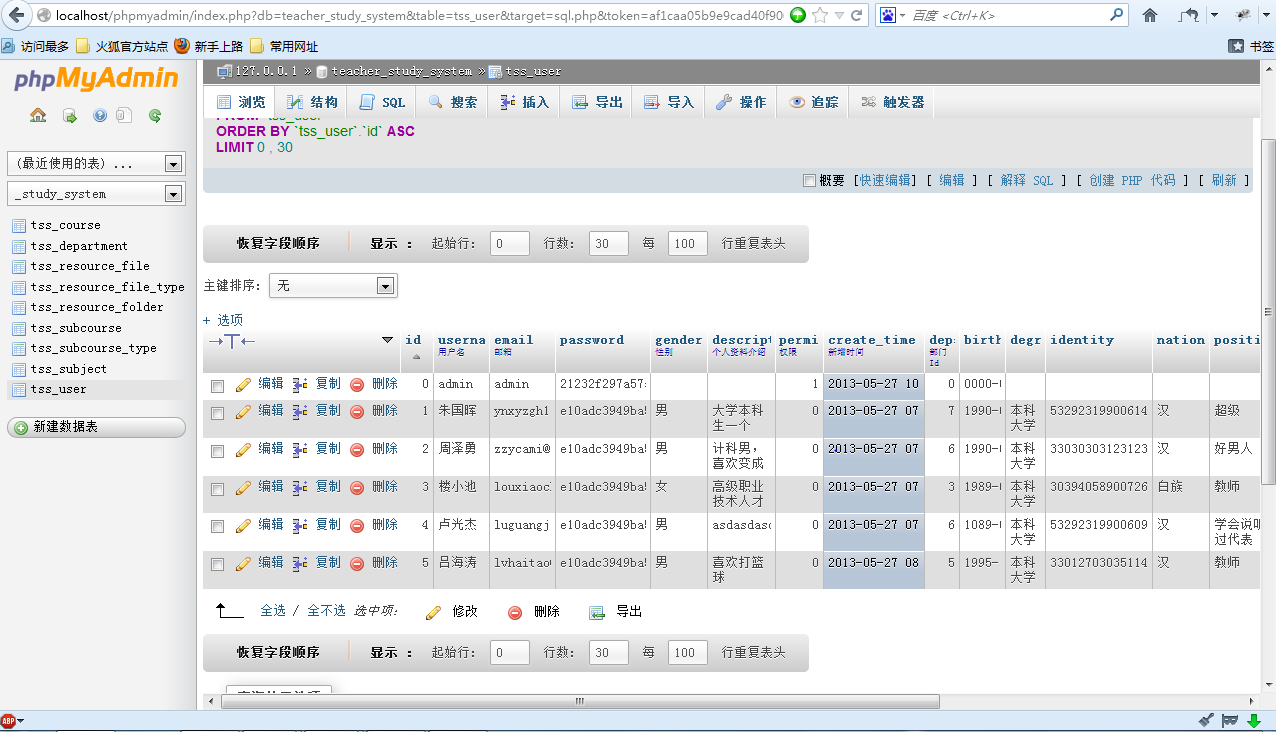 localhost/phpmyadmin/index.php?db=teacher_study_system&table=tss_user&target=sql.php&token=af1caa05b9e9cad40f90
百度 <Ctrl+K>
访问最多 火狐官方站点 新手上路 常用网址 书签
phpMyAdmin
127.0.0.1 » teacher_study_system » tss_user
浏览 结构 SQL 搜索 插入 导出 导入 操作 追踪 触发器
(最近使用的表) ...
_study_system
tss_course
tss_department
tss_resource_file
tss_resource_file_type
tss_resource_folder
tss_subcourse
tss_subcourse_type
tss_subject
tss_user
新建数据表
FROM `tss_user`
ORDER BY `tss_user`.`id` ASC
LIMIT 0 , 30
概要 [快速编辑] [ 编辑 ] [ 解释 SQL ] [ 创建 PHP 代码 ] [ 刷新 ]
恢复字段顺序 显示 : 起始行: 0 行数: 30 每 100 行重复表头
主键排序: 无
+ 选项
id userna email password gender descript permi create_time dep birth degr identity nation positi
用户名 邮箱 性别 个人资料介绍 权限 新增时间 部门
Id
编辑 复制 删除 0 admin admin 21232f297a57 1 2013-05-27 10 0 0000-
编辑 复制 删除 1 朱国晖 ynxyzgh1 e10adc3949ba 男 大学本科 0 2013-05-27 07 7 1990- 本科 53292319900614 汉 超级
生一个 大学
编辑 复制 删除 2 周泽勇 zzycami@ e10adc3949ba 男 计科男, 0 2013-05-27 07 6 1990- 本科 33030303123123 汉 好男人
喜欢变成 大学
编辑 复制 删除 3 楼小池 louxiaoc e10adc3949ba 女 高级职业 0 2013-05-27 07 3 1989- 本科 30394058900726 白族 教师
技术人才 大学
编辑 复制 删除 4 卢光杰 luguangj e10adc3949ba 男 asdasdasd 0 2013-05-27 07 6 1089- 本科 53292319900609 汉 学会说
大学 过代表
编辑 复制 删除 5 吕海涛 lvhaitao e10adc3949ba 男 喜欢打篮 0 2013-05-27 08 5 1995- 本科 33012703035114 汉 教师
球 大学
全选 / 全不选 选中项: 修改 删除 导出
恢复字段顺序 显示 : 起始行: 0 行数: 30 每 100 行重复表头
ABP